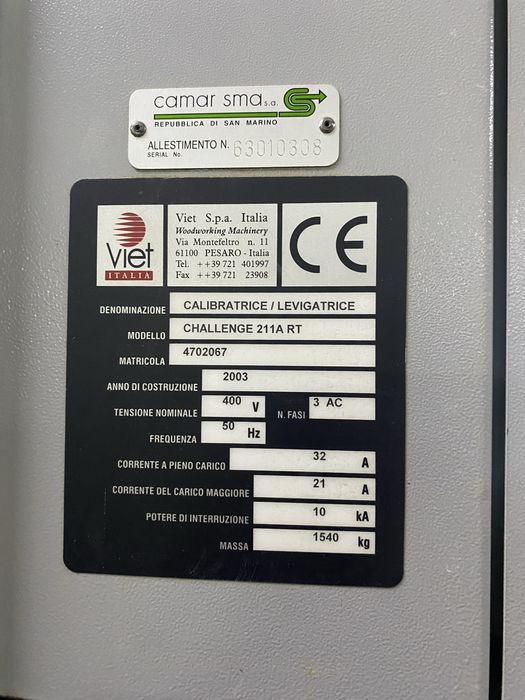 camar sma s.a.
REPUBBLICA DI SAN MARINO
ALLESTIMENTO N. 63010308
SERIAL No.
Viet
ITALIA
Viet S.p.a. Italia
Woodworking Machinery
Via Montefeltro n. 11
61100 PESARO - Italia
Tel. ++39 721 401997
Fax ++39 721 23908
CE
DENOMINAZIONE CALIBRATRICE / LEVIGATRICE
MODELLO CHALLENGE 211A RT
MATRICOLA 4702067
ANNO DI COSTRUZIONE 2003
TENSIONE NOMINALE 400 V N. FASI 3 AC
FREQUENZA 50 Hz
CORRENTE A PIENO CARICO 32 A
CORRENTE DEL CARICO MAGGIORE 21 A
POTERE DI INTERRUZIONE 10 kA
MASSA 1540 kg